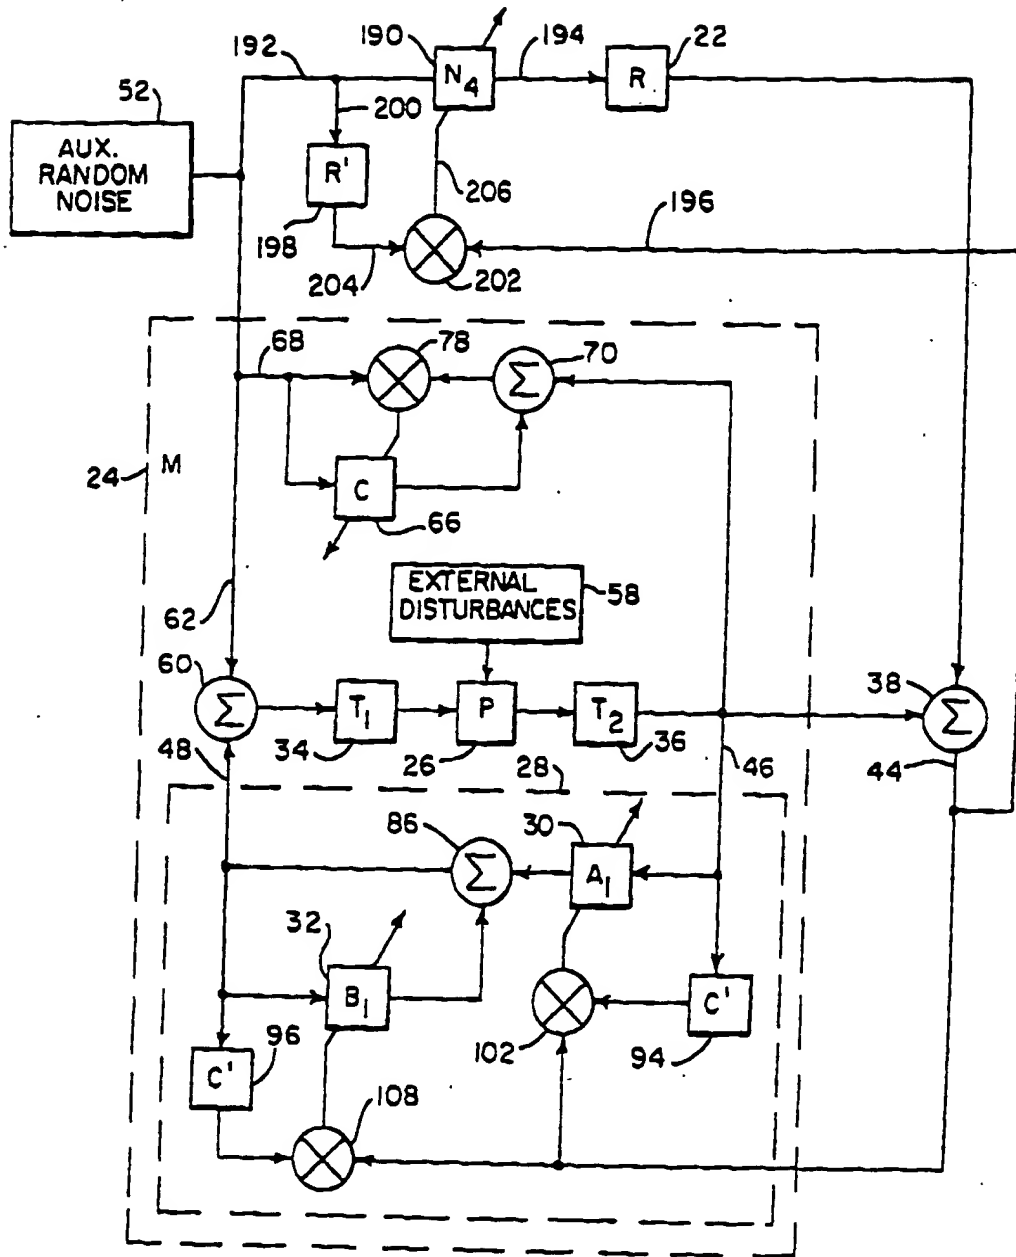 192
190
N4
194
22
R
52
AUX.
RANDOM
NOISE
200
R'
198
204
206
202
196
68
78
Σ
70
24
M
C
66
EXTERNAL
DISTURBANCES
58
62
60
Σ
T1
34
P
26
T2
36
38
Σ
48
28
46
44
86
Σ
30
A1
32
B1
102
C'
94
C'
96
108